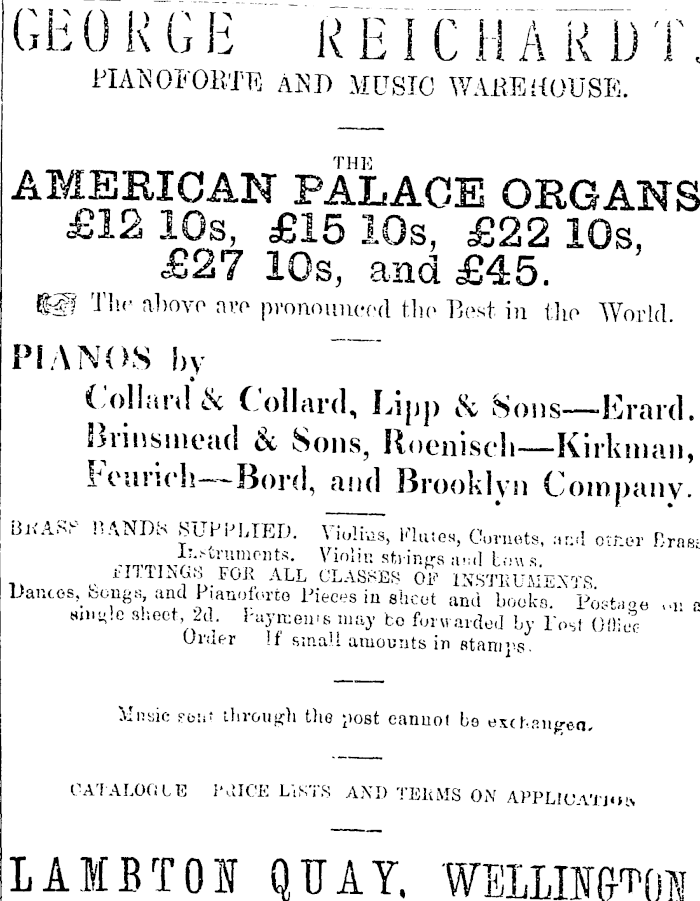 GEORGE REICHARDT,
PIANOFORTE AND MUSIC WAREHOUSE.
THE
AMERICAN PALACE ORGANS
£12 10s, £15 10s, £22 10s,
£27 10s, and £45.
The above are pronounced the Best in the World.
PIANOS by
Collard & Collard, Lipp & Sons—Erard.
Brinsmead & Sons, Roenisch—Kirkman,
Feurich—Bord, and Brooklyn Company.
BRASS BANDS SUPPLIED. Violins, Flutes, Cornets, and other Brass
Instruments. Violin strings and bows.
FITTINGS FOR ALL CLASSES OF INSTRUMENTS.
Dances, Songs, and Pianoforte Pieces in sheet and books. Postage on a
single sheet, 2d. Payments may be forwarded by Post Office
Order If small amounts in stamps.
Music sent through the post cannot be exchanged.
CATALOGUE PRICE LISTS AND TERMS ON APPLICATION
LAMBTON QUAY, WELLINGTON